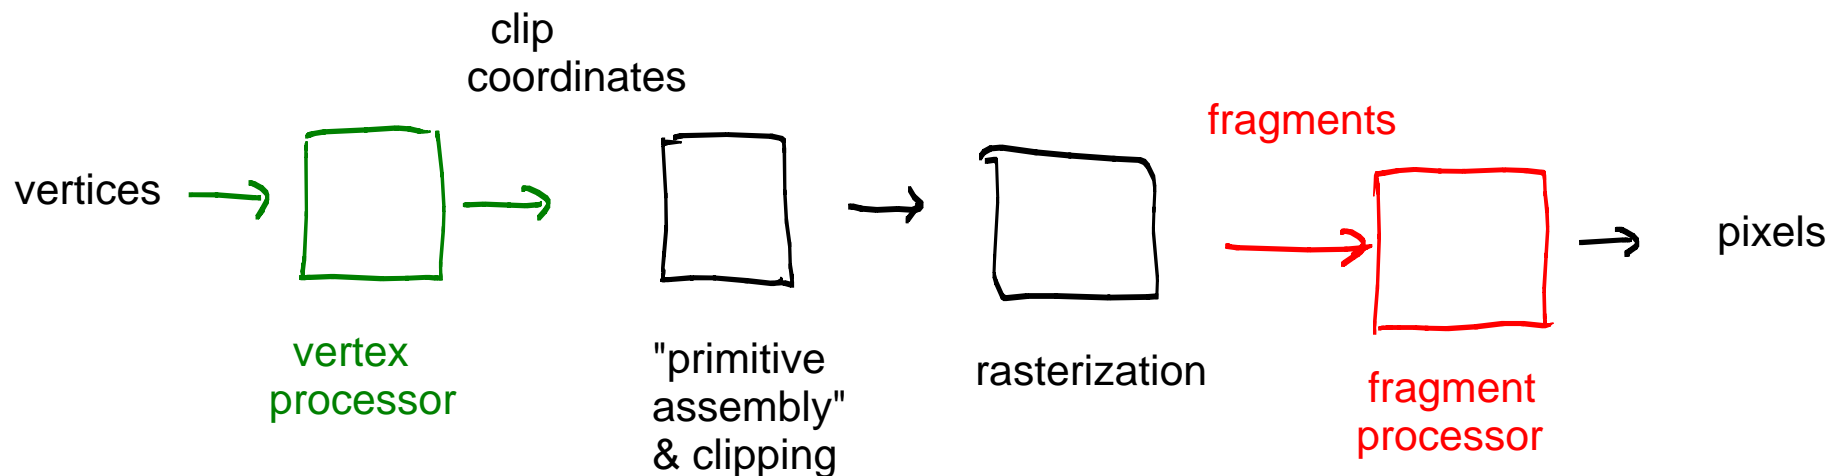 vertices
vertex
processor
clip
coordinates
"primitive
assembly"
& clipping
rasterization
fragments
fragment
processor
pixels